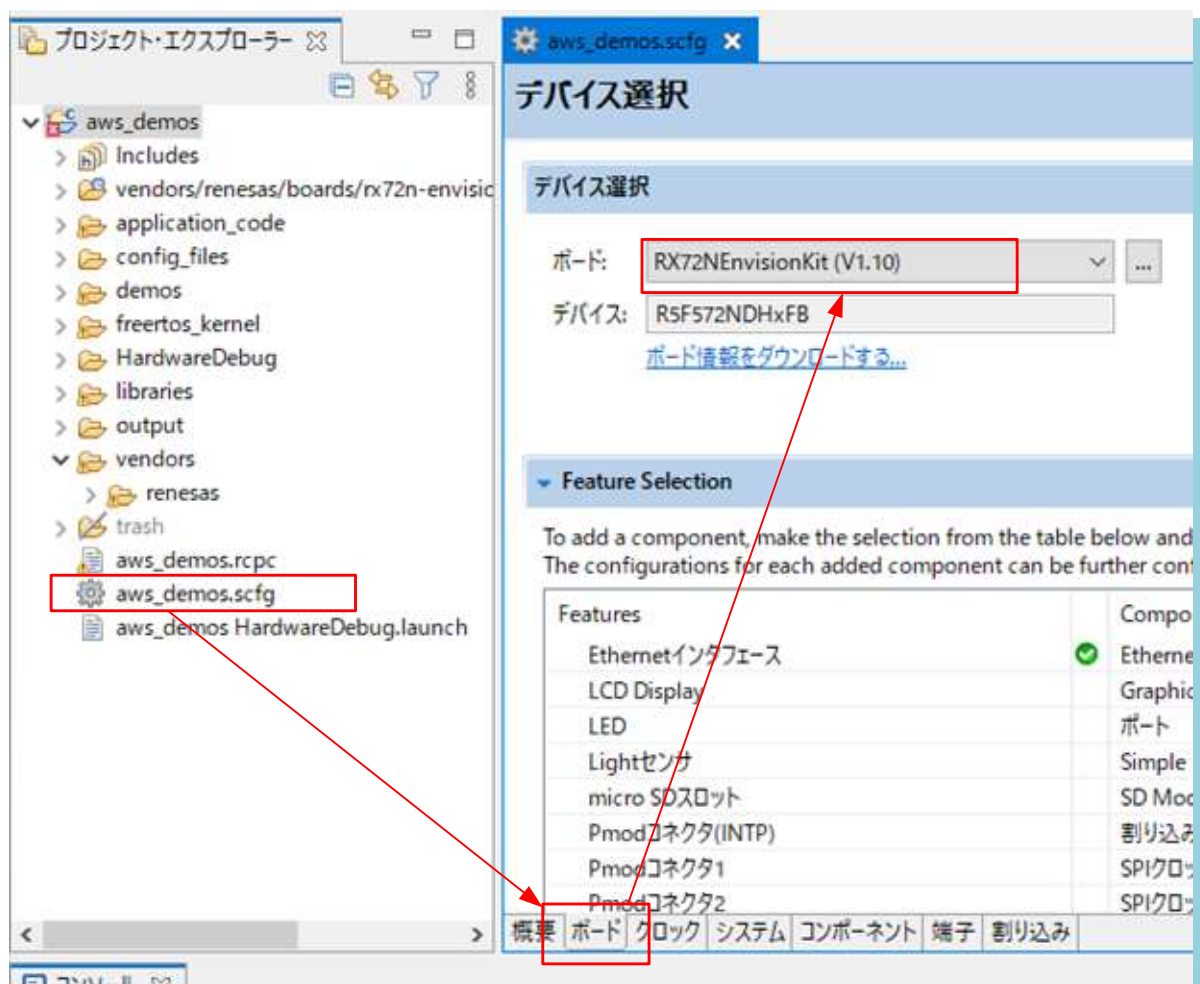 プロジェクト・エクスプローラー
aws_demos
Includes
vendors/renesas/boards/rx72n-envisic
application_code
config_files
demos
freertos_kernel
HardwareDebug
libraries
output
vendors
renesas
trash
aws_demos.rcpc
aws_demos.scfg
aws_demos HardwareDebug.launch
aws_demos.scfg
デバイス選択
デバイス選択
ボード: RX72NEnvisionKit (V1.10) ...
デバイス: R5F572NDHxFB
ボード情報をダウンロードする...
Feature Selection
To add a component, make the selection from the table below and
The configurations for each added component can be further con
Features Compo
Ethernetインタフェース Etherne
LCD Display Graphic
LED ポート
Lightセンサ Simple
micro SDスロット SD Moc
Pmodコネクタ(INTP) 割り込み
Pmodコネクタ1 SPIクロッ
Pmodコネクタ2 SPIクロッ
概要 ボード クロック システム コンポーネント 端子 割り込み
コンソール